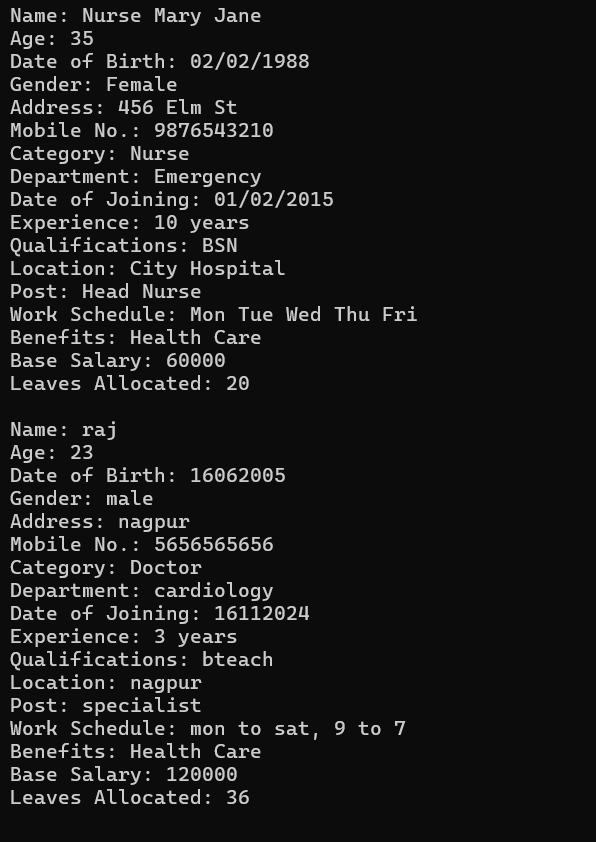 Name: Nurse Mary Jane
Age: 35
Date of Birth: 02/02/1988
Gender: Female
Address: 456 Elm St
Mobile No.: 9876543210
Category: Nurse
Department: Emergency
Date of Joining: 01/02/2015
Experience: 10 years
Qualifications: BSN
Location: City Hospital
Post: Head Nurse
Work Schedule: Mon Tue Wed Thu Fri
Benefits: Health Care
Base Salary: 60000
Leaves Allocated: 20

Name: raj
Age: 23
Date of Birth: 16062005
Gender: male
Address: nagpur
Mobile No.: 5656565656
Category: Doctor
Department: cardiology
Date of Joining: 16112024
Experience: 3 years
Qualifications: bteach
Location: nagpur
Post: specialist
Work Schedule: mon to sat, 9 to 7
Benefits: Health Care
Base Salary: 120000
Leaves Allocated: 36